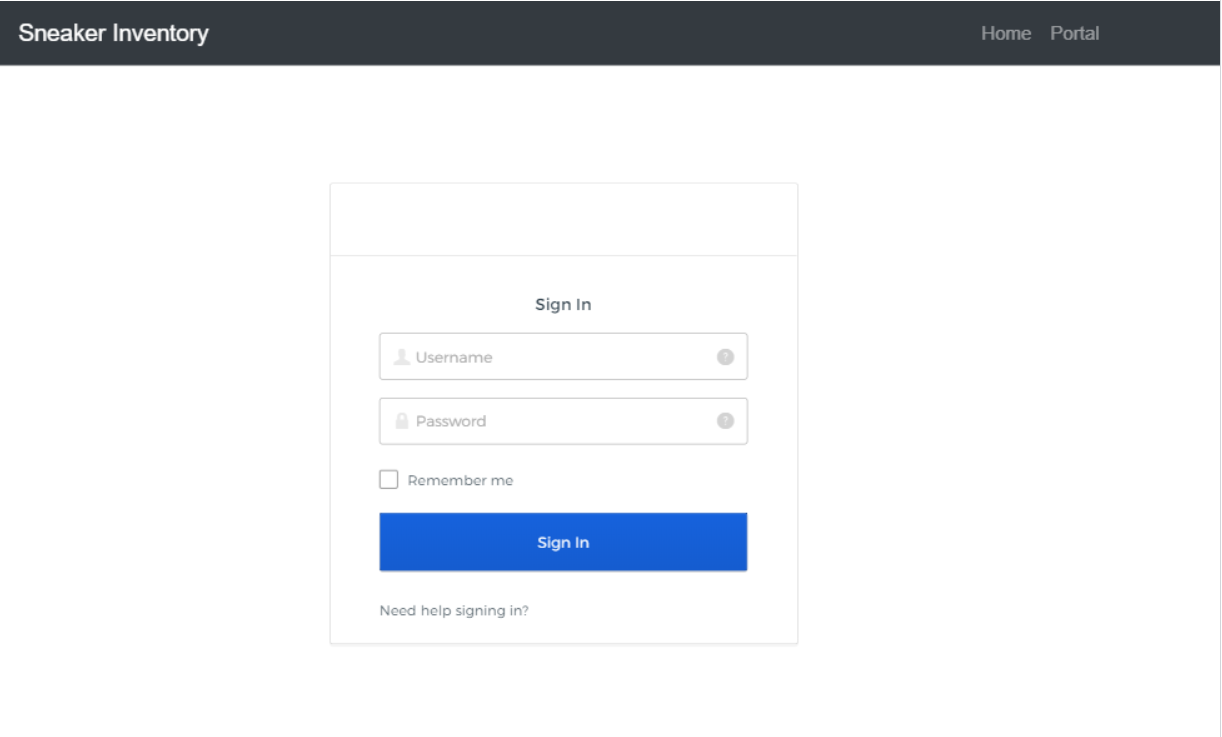 Sneaker Inventory Home Portal
Sign In
Username ?
Password ?
Remember me
Sign In
Need help signing in?